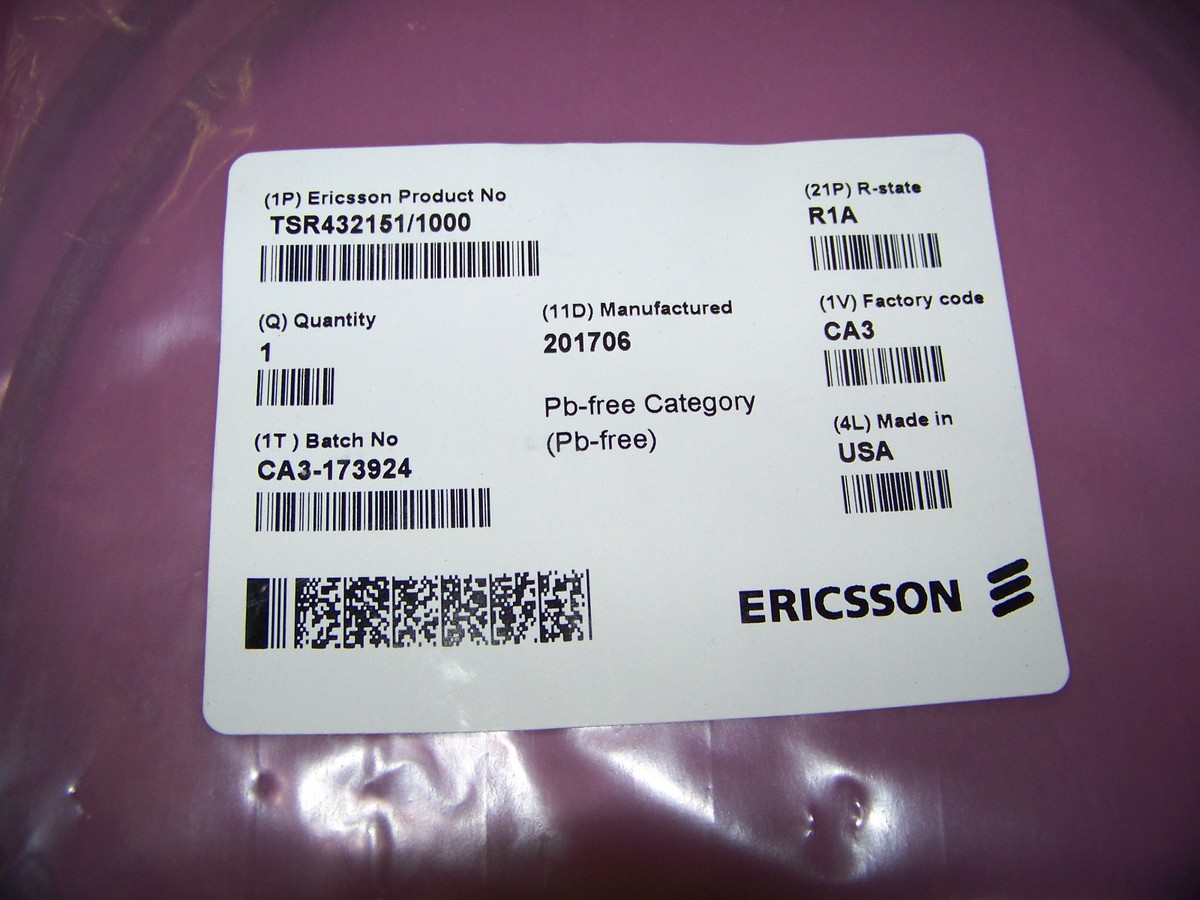 (1P) Ericsson Product No
TSR432151/1000
(21P) R-state
R1A
(Q) Quantity
1
(11D) Manufactured
201706
(1V) Factory code
CA3
Pb-free Category
(Pb-free)
(1T ) Batch No
CA3-173924
(4L) Made in
USA
ERICSSON